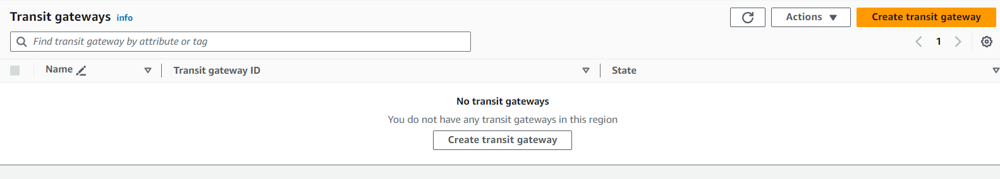 Transit gateways info
Actions
Create transit gateway
Find transit gateway by attribute or tag
1
Name
Transit gateway ID
State
No transit gateways
You do not have any transit gateways in this region
Create transit gateway